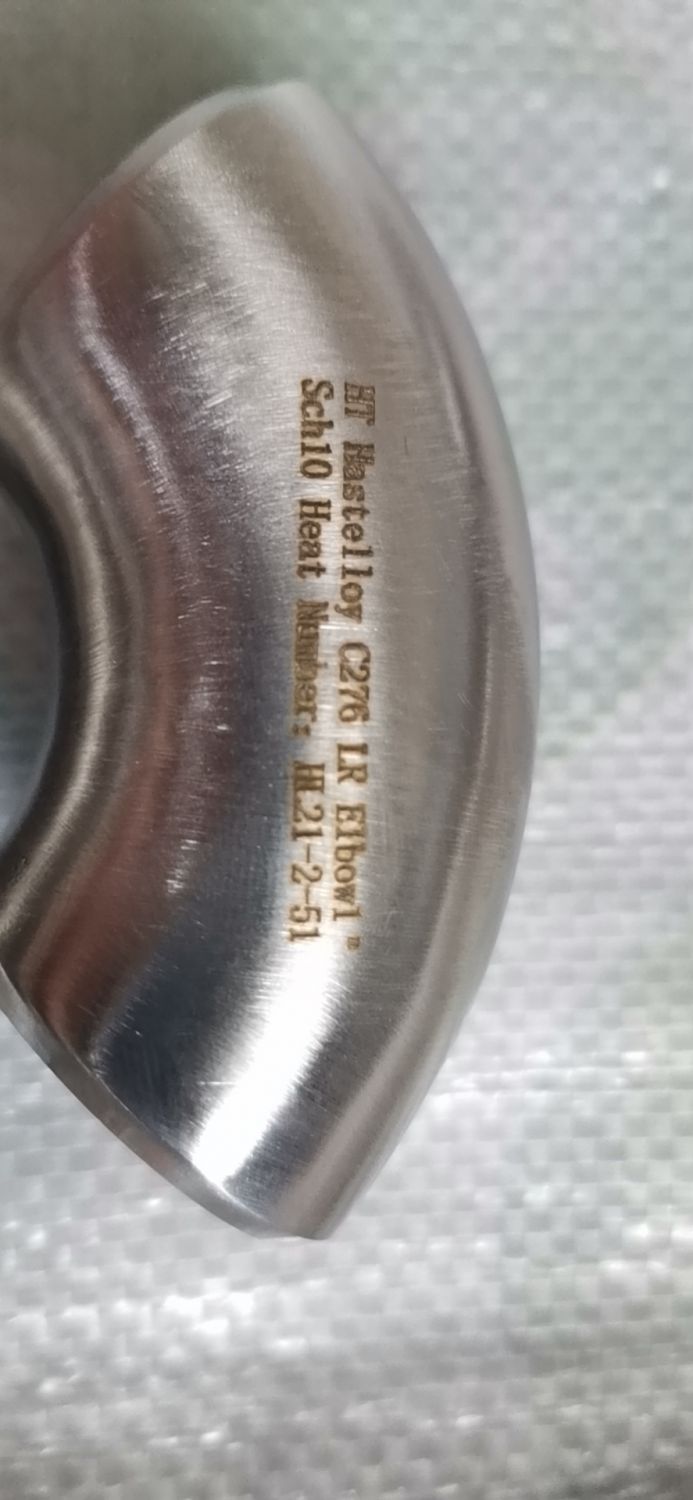 HT Hastelloy C276 LR Elbow1"
Sch10 Heat Number: HL21-2-51